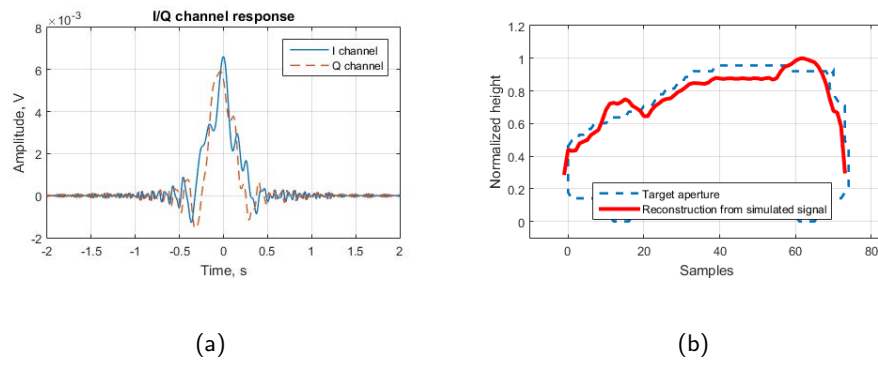 I/Q channel response
×10⁻³
8
6
4
2
0
-2
Amplitude, V
I channel
Q channel
-2 -1.5 -1 -0.5 0 0.5 1 1.5 2
Time, s
(a)
1
0.8
0.6
0.4
0.2
0
Normalized height
Target aperture
Reconstruction from simulated signal
0 20 40 60 80
Samples
(b)